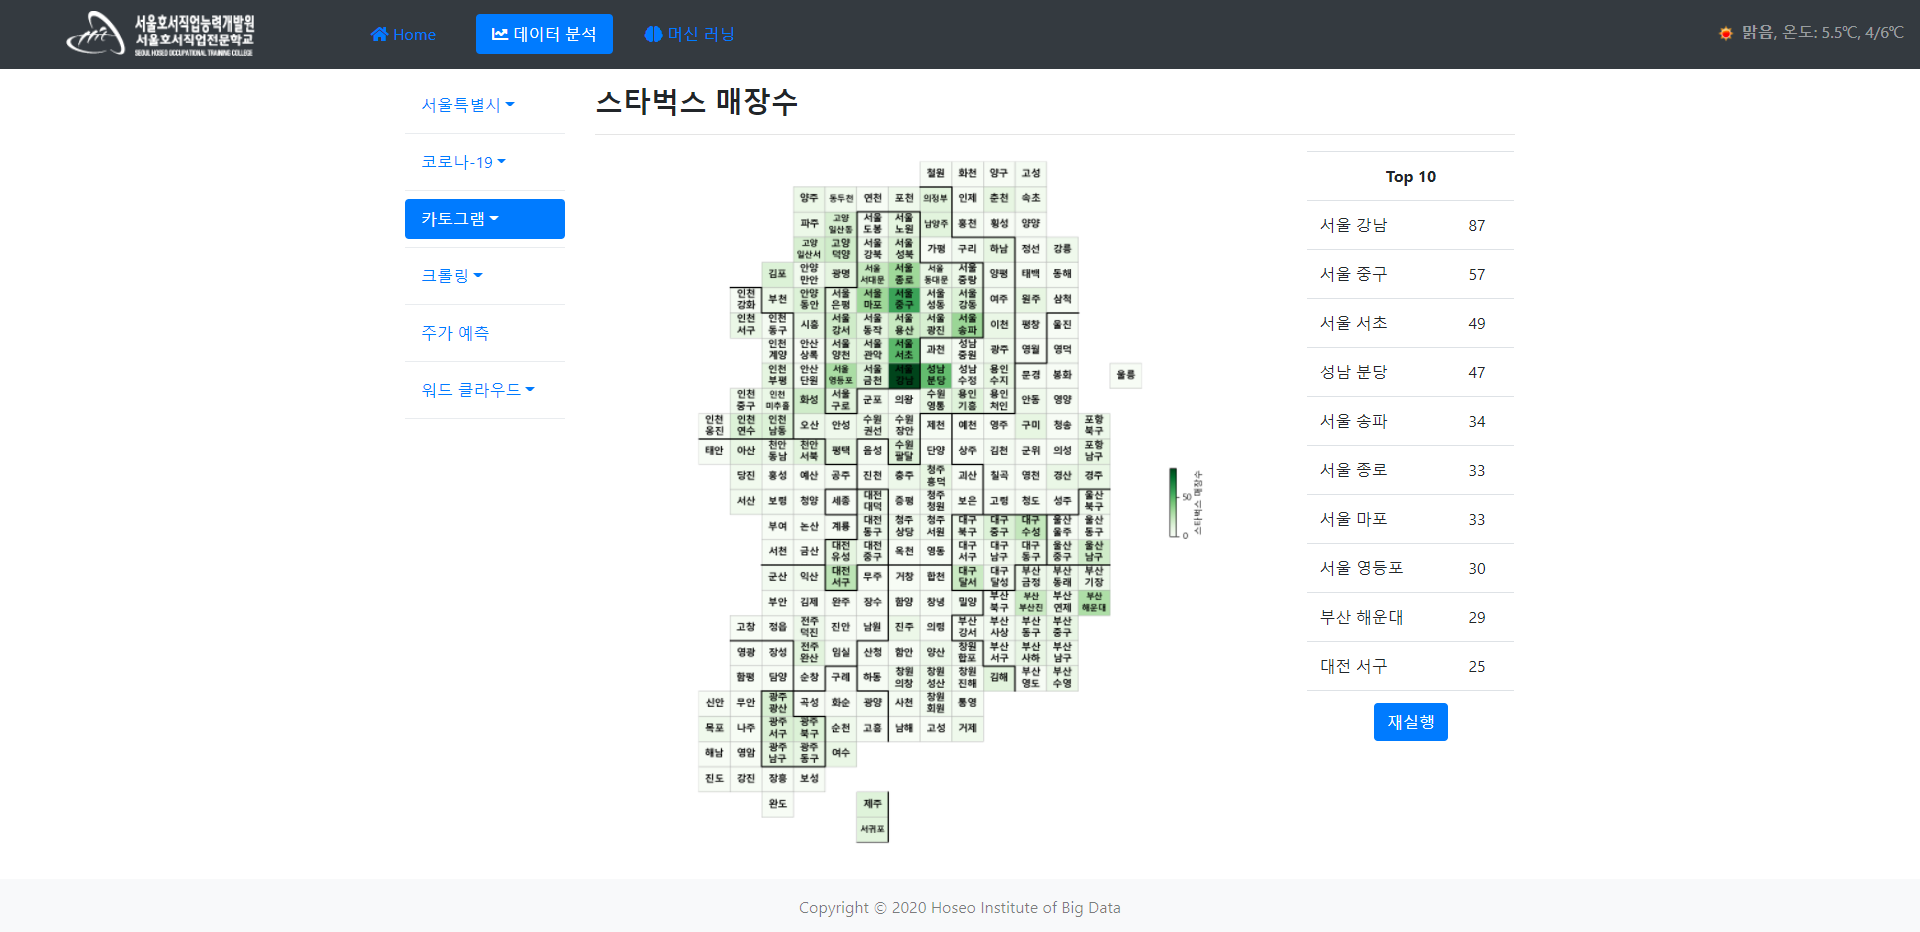 서울호서직업능력개발원
서울호서직업전문학교
SEOUL HOSEO OCCUPATIONAL TRAINING COLLEGE
Home
데이터 분석
머신 러닝
맑음, 온도: 5.5℃, 4/6℃
서울특별시
코로나-19
카토그램
크롤링
주가 예측
워드 클라우드
스타벅스 매장수
철원 화천 양구 고성
양주 동두천 연천 포천 의정부 인제 춘천 속초
파주 고양 일산동 서울 도봉 서울 노원 남양주 홍천 횡성 양양
고양 일산서 고양 덕양 서울 강북 서울 성북 가평 구리 하남 정선 강릉
김포 안양 만안 광명 서울 서대문 서울 종로 서울 동대문 서울 중랑 양평 태백 동해
인천 강화 부천 안양 동안 서울 은평 서울 마포 서울 중구 서울 성동 서울 강동 여주 원주 삼척
인천 서구 인천 동구 시흥 서울 강서 서울 동작 서울 용산 서울 광진 서울 송파 이천 평창 울진
인천 계양 안산 상록 서울 양천 서울 관악 서울 서초 과천 성남 중원 광주 영월 영덕
인천 부평 안산 단원 서울 영등포 서울 금천 서울 강남 성남 분당 성남 수정 용인 수지 문경 봉화 울릉
인천 중구 인천 미추홀 화성 서울 구로 군포 의왕 수원 영통 용인 기흥 용인 처인 안동 영양
인천 옹진 인천 연수 인천 남동 오산 안성 수원 권선 수원 장안 제천 예천 영주 구미 청송 포항 북구
태안 아산 천안 동남 천안 서북 평택 음성 수원 팔달 단양 상주 김천 군위 의성 포항 남구
당진 홍성 예산 공주 진천 충주 청주 흥덕 괴산 칠곡 영천 경산 경주
서산 보령 청양 세종 대전 대덕 증평 청주 청원 보은 고령 청도 성주 울산 북구
부여 논산 계룡 대전 동구 청주 상당 청주 서원 대구 북구 대구 중구 대구 수성 울산 울주 울산 동구
서천 금산 대전 유성 대전 중구 옥천 영동 대구 서구 대구 남구 대구 동구 울산 중구 울산 남구
군산 익산 대전 서구 무주 거창 합천 대구 달서 대구 달성 부산 금정 부산 동래 부산 기장
부안 김제 완주 장수 함양 창녕 밀양 부산 북구 부산 부산진 부산 연제 부산 해운대
고창 정읍 전주 덕진 진안 남원 진주 의령 부산 강서 부산 사상 부산 동구 부산 중구
영광 장성 전주 완산 임실 산청 함안 양산 창원 합포 부산 서구 부산 사하 부산 남구
함평 담양 순창 구례 하동 창원 의창 창원 성산 창원 진해 김해 부산 영도 부산 수영
신안 무안 광주 광산 곡성 화순 광양 사천 창원 회원 통영
목포 나주 광주 서구 광주 북구 순천 고흥 남해 고성 거제
해남 영암 광주 남구 광주 동구 여수
진도 강진 장흥 보성
완도 제주
서귀포
50
0
스타벅스 매장수
Top 10
서울 강남 87
서울 중구 57
서울 서초 49
성남 분당 47
서울 송파 34
서울 종로 33
서울 마포 33
서울 영등포 30
부산 해운대 29
대전 서구 25
재실행
Copyright © 2020 Hoseo Institute of Big Data